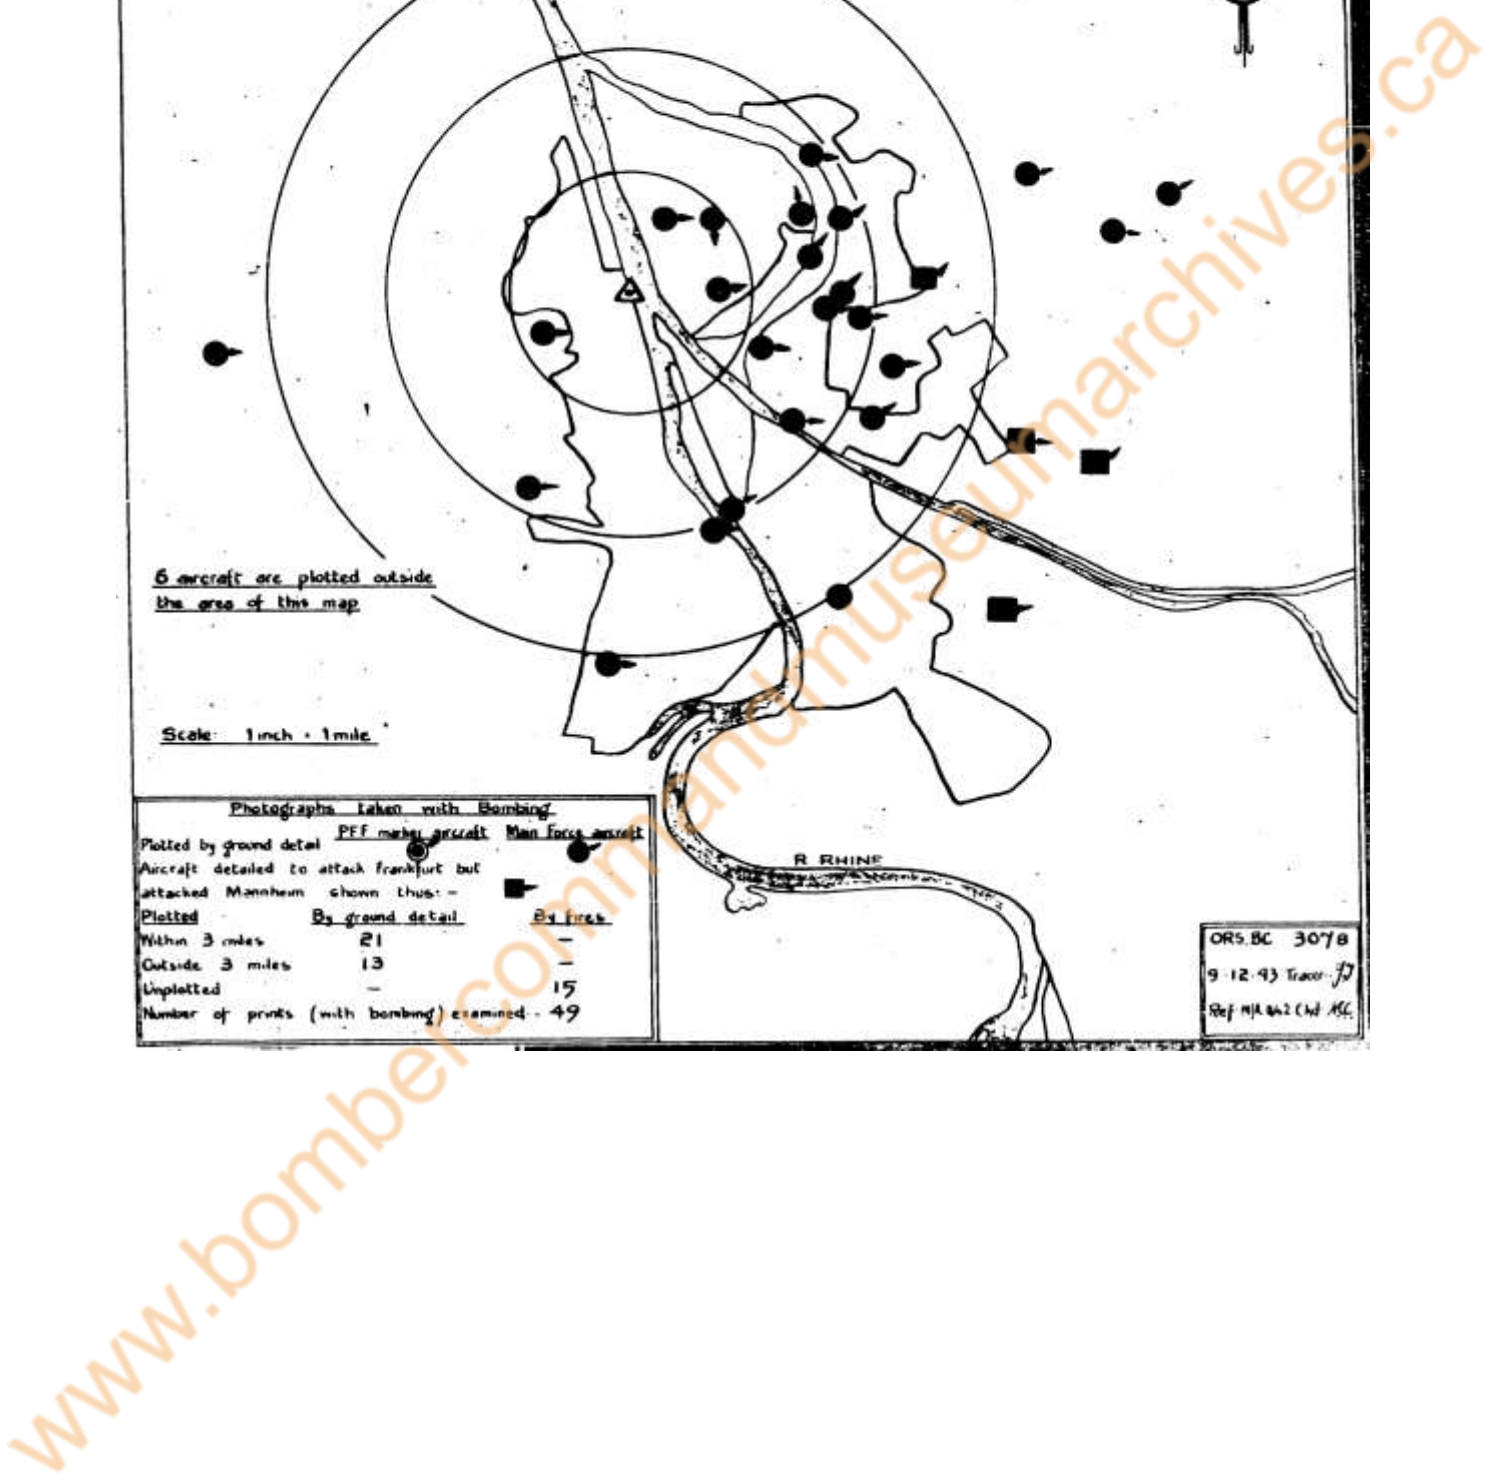 6 aircraft are plotted outside
the area of this map
Scale: 1 inch = 1 mile
Photographs taken with Bombing
PFF marker aircraft Main Force aircraft
Plotted by ground detail
Aircraft detailed to attack Frankfurt but
attacked Mannheim shown thus: -
Plotted By ground detail By fires
Within 3 miles 21 —
Outside 3 miles 13 —
Unplotted — 15
Number of prints (with bombing) examined - 49
R RHINE
ORS. BC 3078
9.12.43 Tracer
Ref
www.bombercommandmuseumarchives.ca